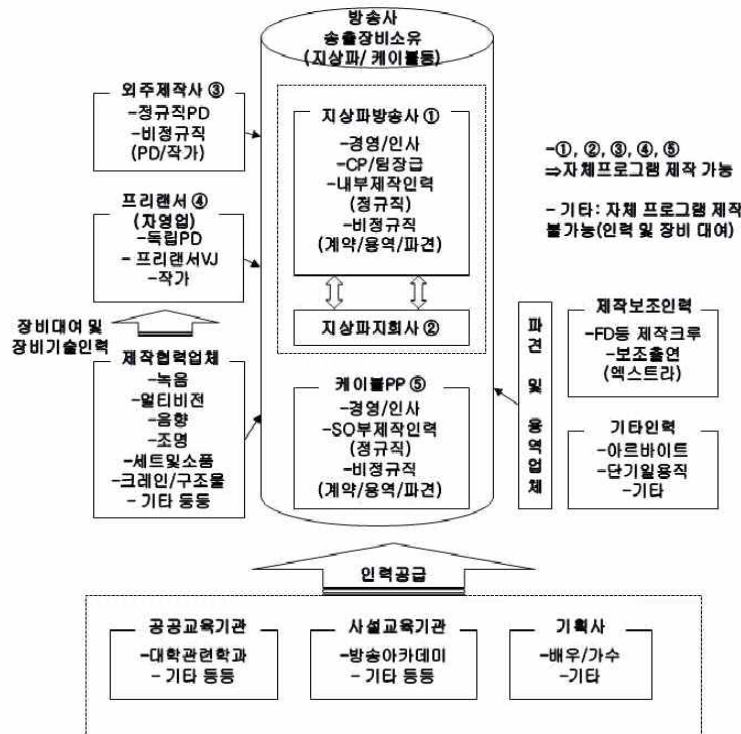 방송사
송출장비소유
(지상파/ 케이블등)
외주제작사 ③
-정규직PD
-비정규직
(PD/작가)
프리랜서 ④
(자영업)
-독립PD
- 프리랜서VJ
-작가
장비대여 및
장비기술인력
제작협력업체
-녹음
-멀티비전
-음향
-조명
-세트및소품
-크레인/구조물
- 기타 등등
지상파방송사 ①
-경영/인사
-CP/팀장급
-내부제작인력
(정규직)
-비정규직
(계약/용역/파견)
지상파지회사 ②
케이블PP ⑤
-경영/인사
-SO부제작인력
(정규직)
-비정규직
(계약/용역/파견)
-①, ②, ③, ④, ⑤
⇒자체프로그램 제작 가능
- 기타: 자체 프로그램 제작
불가능(인력 및 장비 대여)
파견 및 용역업체
제작보조인력
-FD등 제작크루
-보조출연
(엑스트라)
기타인력
-아르바이트
-단기일용직
-기타
인력공급
공공교육기관
-대학관련학과
- 기타 등등
사설교육기관
-방송아카데미
- 기타 등등
기획사
-배우/가수
-기타